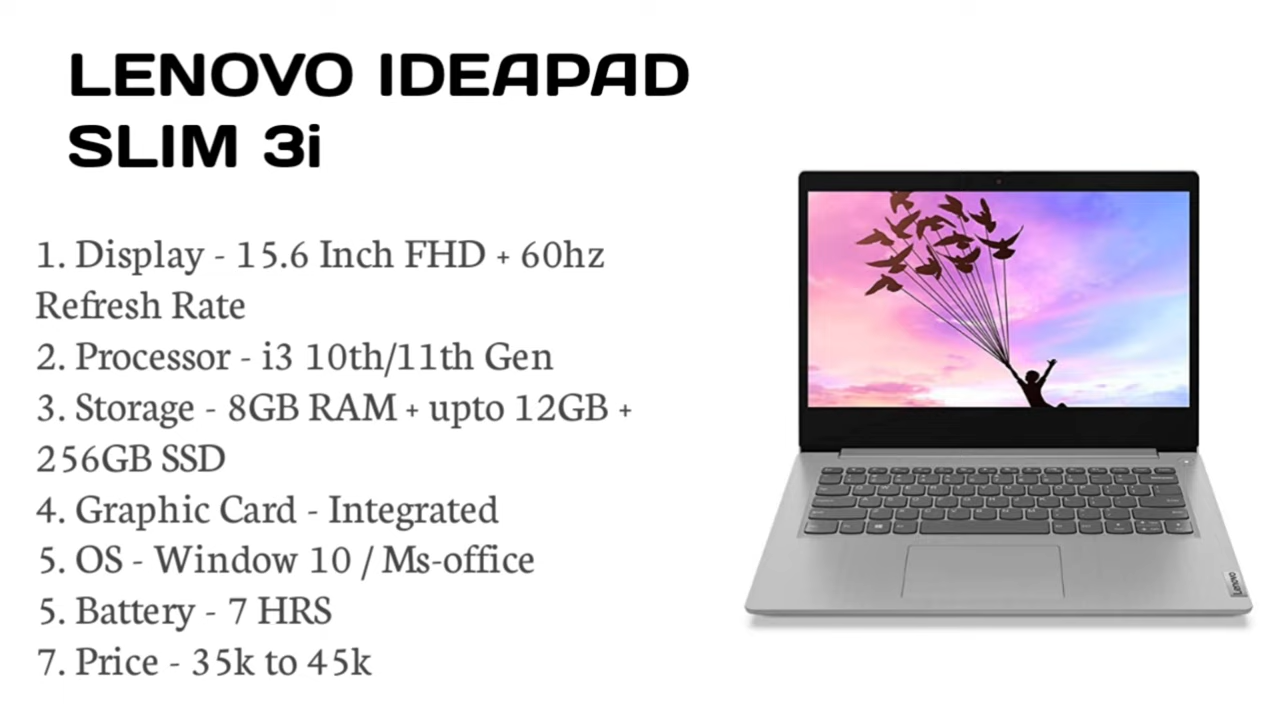 LENOVO IDEAPAD
SLIM 3i
1. Display - 15.6 Inch FHD + 60hz
Refresh Rate
2. Processor - i3 10th/11th Gen
3. Storage - 8GB RAM + upto 12GB +
256GB SSD
4. Graphic Card - Integrated
5. OS - Window 10 / Ms-office
5. Battery - 7 HRS
7. Price - 35k to 45k
Lenovo